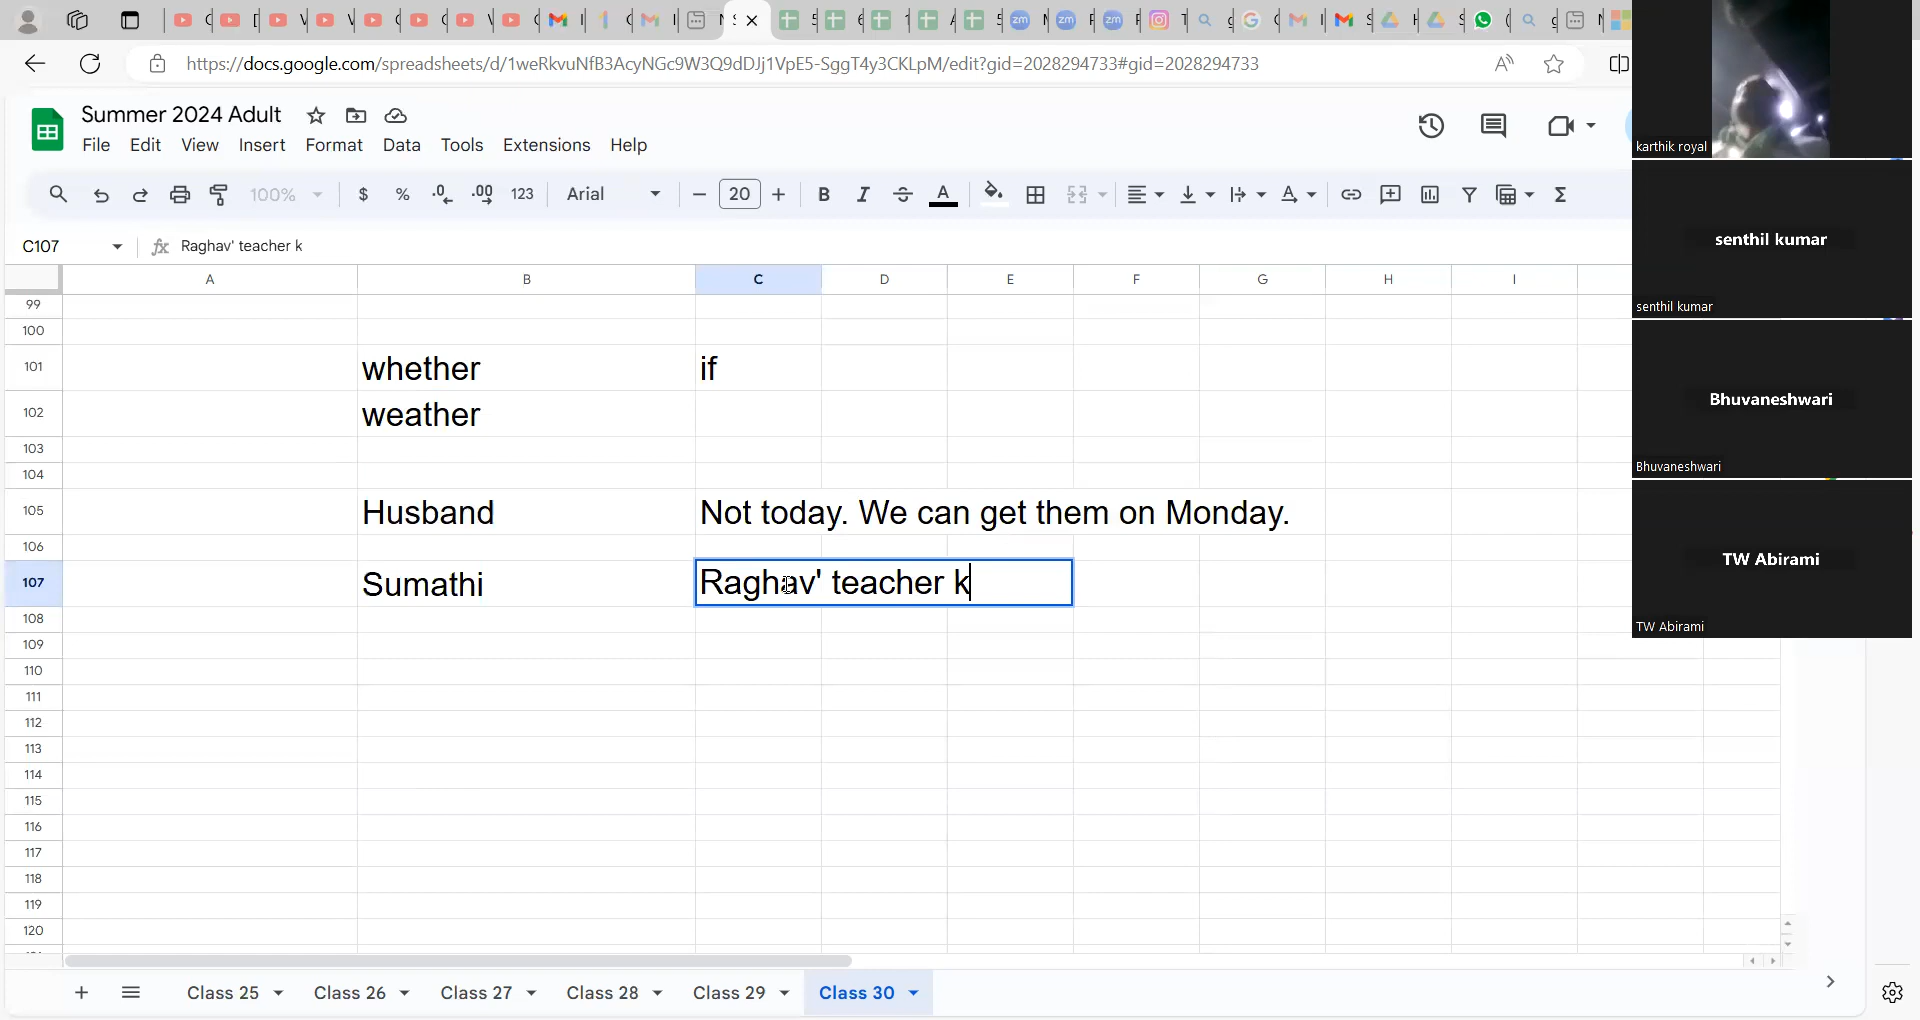 https://docs.google.com/spreadsheets/d/1weRkvuNfB3AcyNGc9W3Q9dDJj1VpE5-SggT4y3CKLpM/edit?gid=2028294733#gid=2028294733
Summer 2024 Adult
File Edit View Insert Format Data Tools Extensions Help
100% $ % .0 .00 123 Arial 20 B I A
C107 fx Raghav' teacher k
A B C D E F G H I
99
100
101 whether if
102 weather
103
104
105 Husband Not today. We can get them on Monday.
106
107 Sumathi Raghav' teacher k
108
109
110
111
112
113
114
115
116
117
118
119
120
Class 25 Class 26 Class 27 Class 28 Class 29 Class 30
karthik royal
senthil kumar
senthil kumar
Bhuvaneshwari
Bhuvaneshwari
TW Abirami
TW Abirami